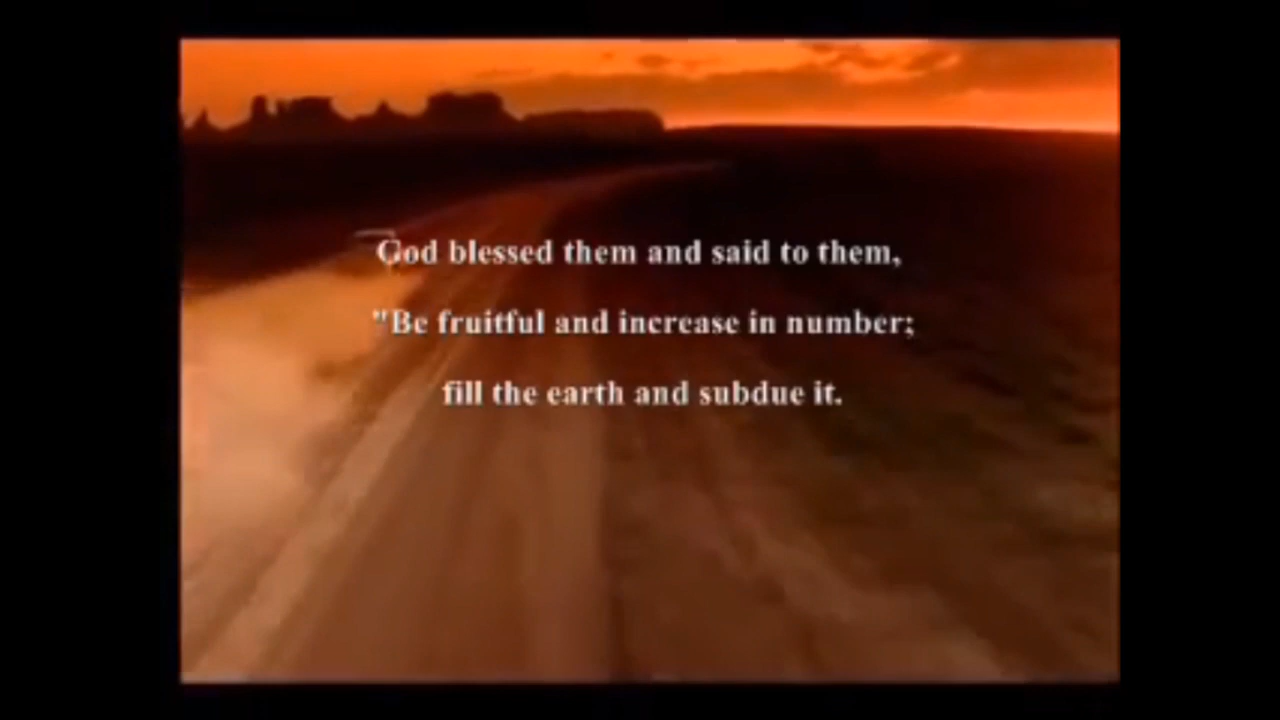 God blessed them and said to them,
"Be fruitful and increase in number;
fill the earth and subdue it.